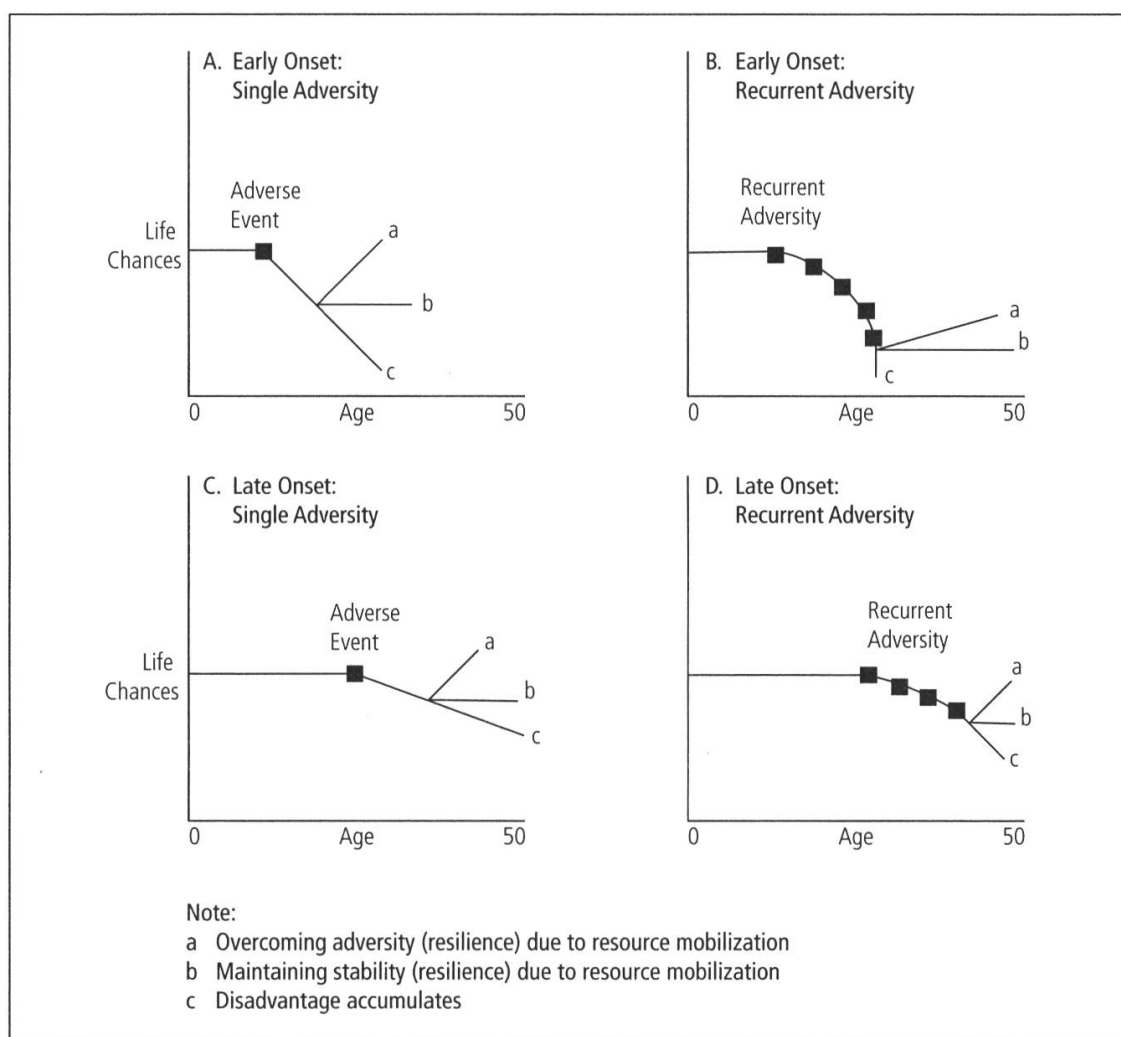 A. Early Onset:
Single Adversity
Adverse
Event
Life
Chances
a
b
c
0 Age 50
B. Early Onset:
Recurrent Adversity
Recurrent
Adversity
a
b
c
0 Age 50
C. Late Onset:
Single Adversity
Adverse
Event
Life
Chances
a
b
c
0 Age 50
D. Late Onset:
Recurrent Adversity
Recurrent
Adversity
a
b
c
0 Age 50
Note:
a Overcoming adversity (resilience) due to resource mobilization
b Maintaining stability (resilience) due to resource mobilization
c Disadvantage accumulates